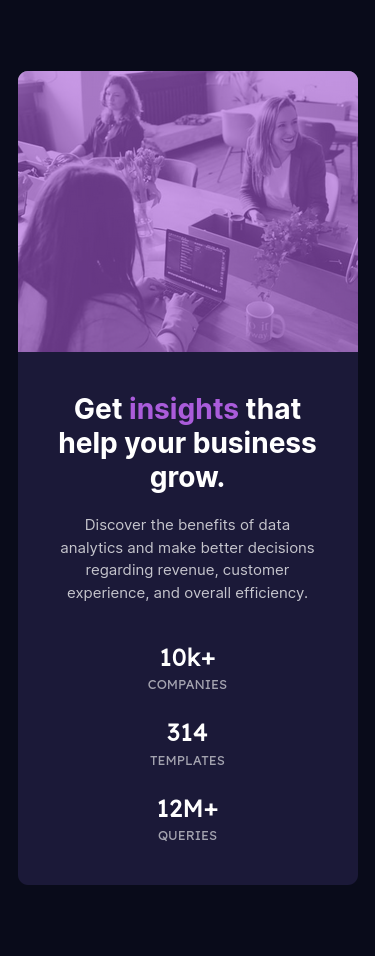 Get insights that
help your business
grow.
Discover the benefits of data
analytics and make better decisions
regarding revenue, customer
experience, and overall efficiency.
10k+
COMPANIES
314
TEMPLATES
12M+
QUERIES